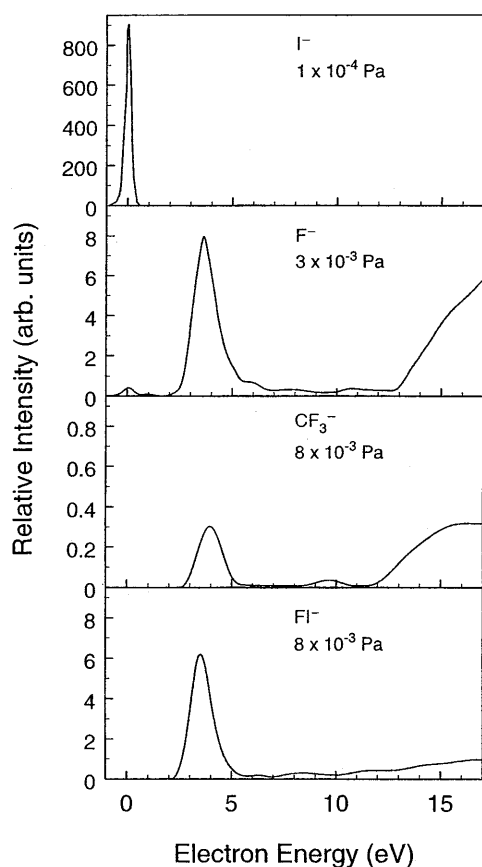 I⁻
1 x 10⁻⁴ Pa
800
600
400
200
0
F⁻
3 x 10⁻³ Pa
8
6
4
2
0
CF₃⁻
8 x 10⁻³ Pa
0.8
0.6
0.4
0.2
0
FI⁻
8 x 10⁻³ Pa
6
4
2
0
0 5 10 15
Electron Energy (eV)
Relative Intensity (arb. units)